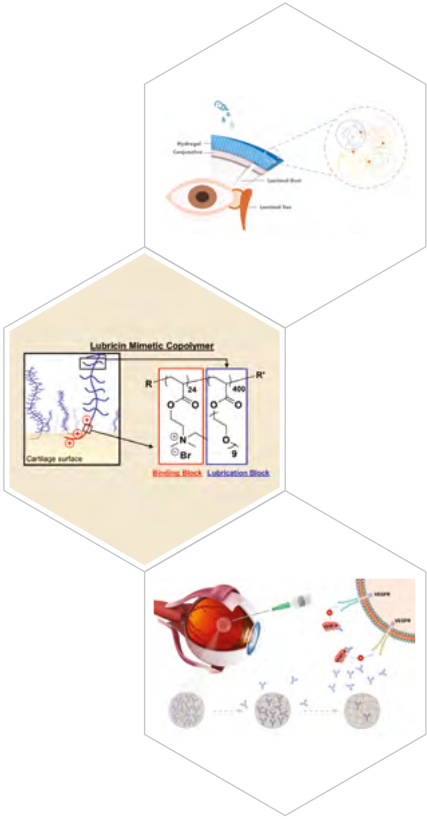 Hydrogel
Conjunctiva
Lacrimal Duct
Lacrimal Sac
Lubricin Mimetic Copolymer
R
R'
24
400
O
O
O
O
N
O
9
Br
Binding Block
Lubrication Block
Cartilage surface
VEGFR
VEGFR